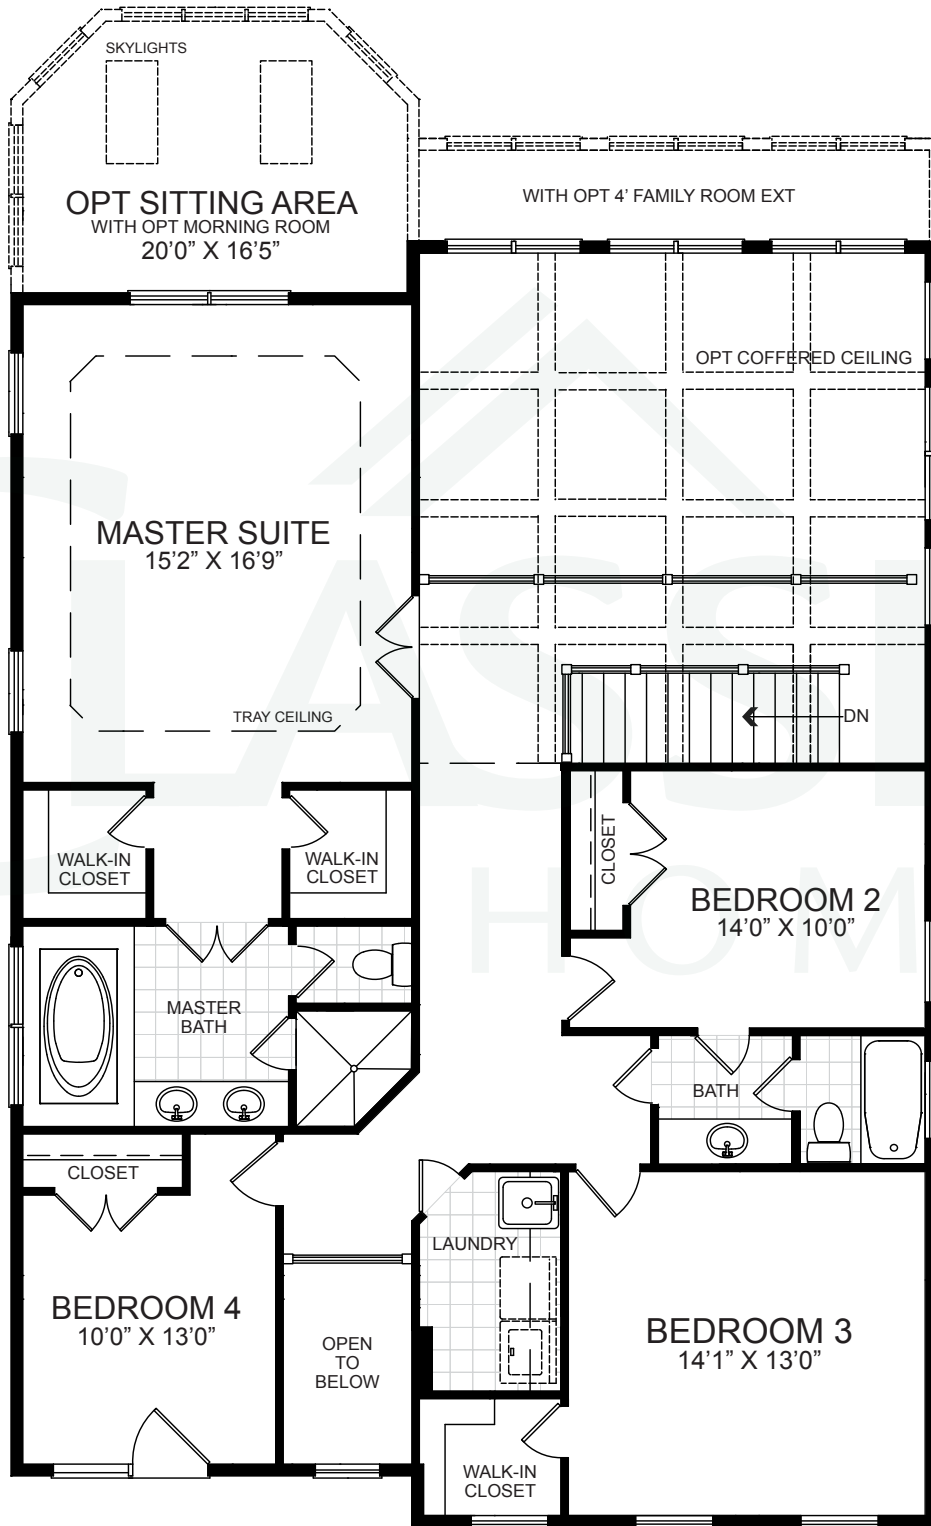 SKYLIGHTS
OPT SITTING AREA
WITH OPT MORNING ROOM
20'0" X 16'5"
WITH OPT 4' FAMILY ROOM EXT
OPT COFFERED CEILING
MASTER SUITE
15'2" X 16'9"
TRAY CEILING
DN
WALK-IN
CLOSET
WALK-IN
CLOSET
CLOSET
BEDROOM 2
14'0" X 10'0"
MASTER
BATH
BATH
CLOSET
LAUNDRY
BEDROOM 4
10'0" X 13'0"
OPEN
TO
BELOW
BEDROOM 3
14'1" X 13'0"
WALK-IN
CLOSET